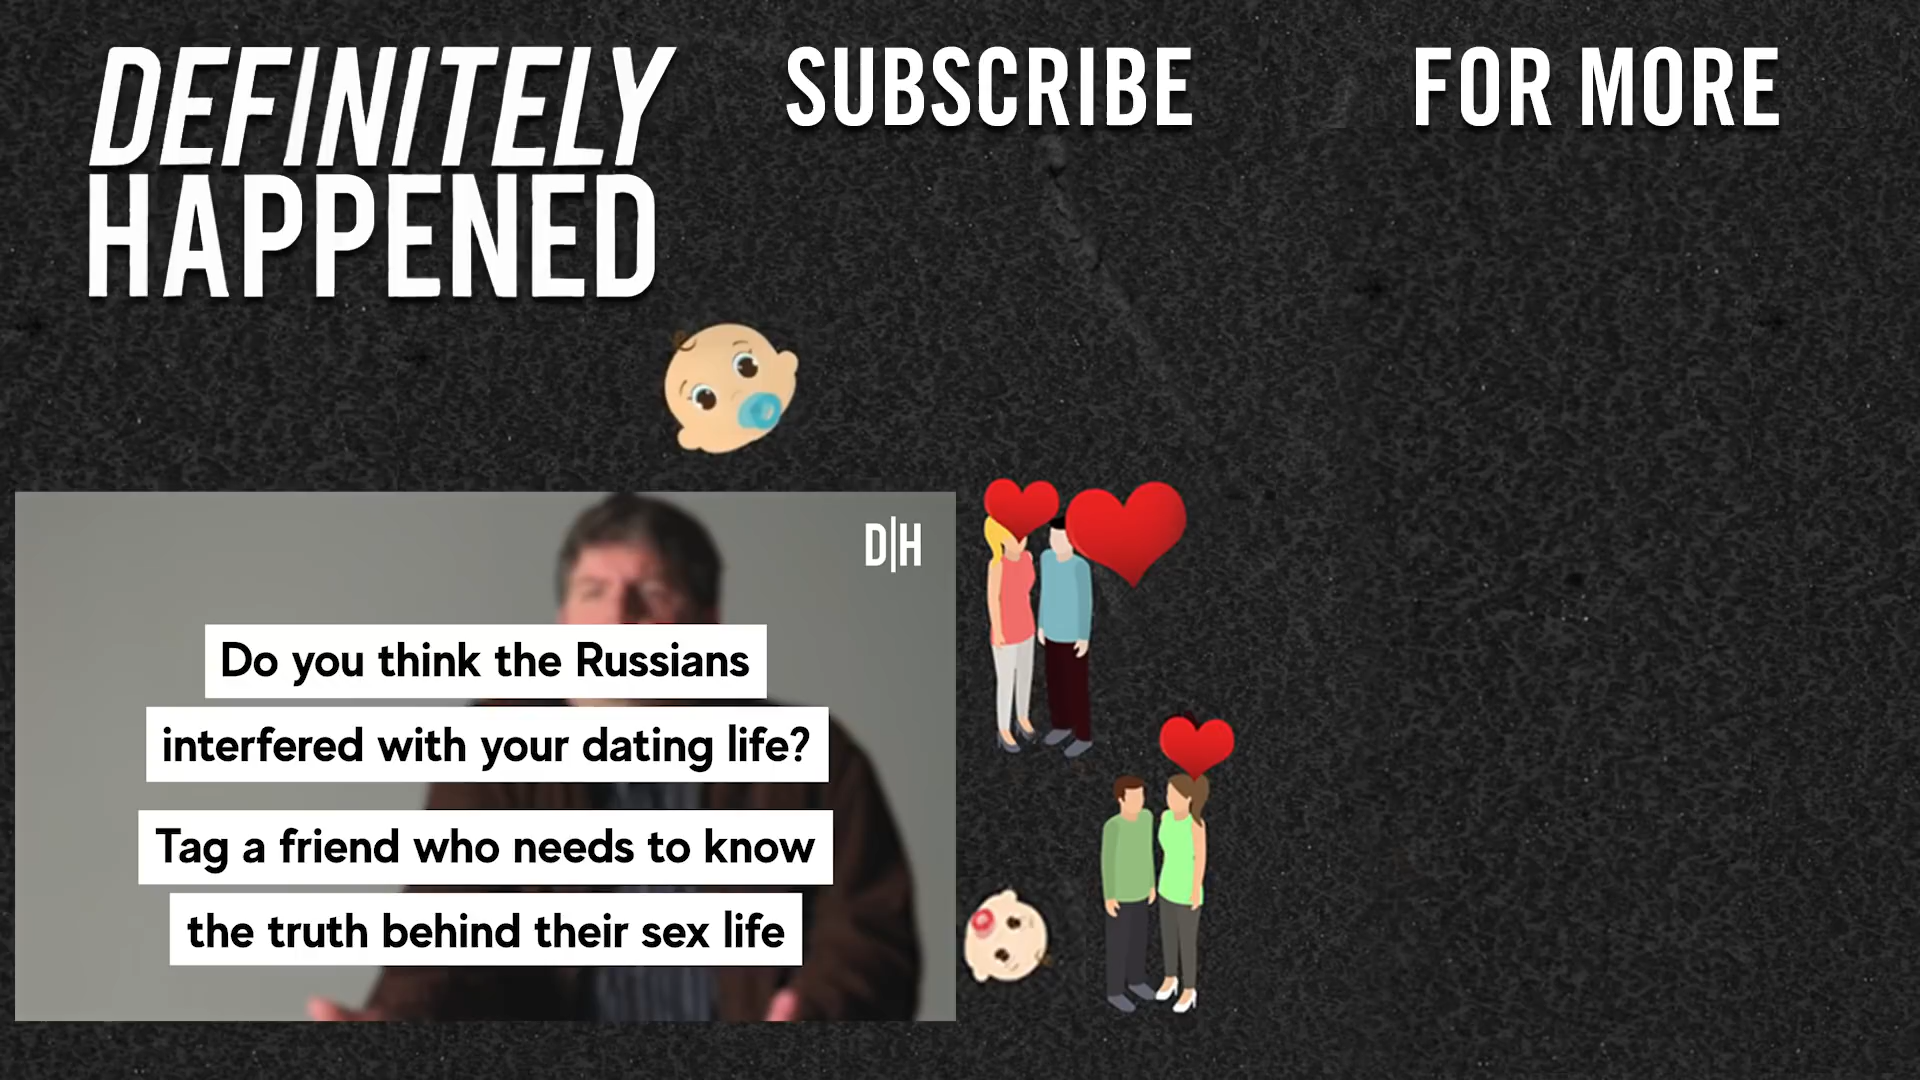 DEFINITELY
HAPPENED
SUBSCRIBE
FOR MORE
D|H
Do you think the Russians
interfered with your dating life?
Tag a friend who needs to know
the truth behind their sex life